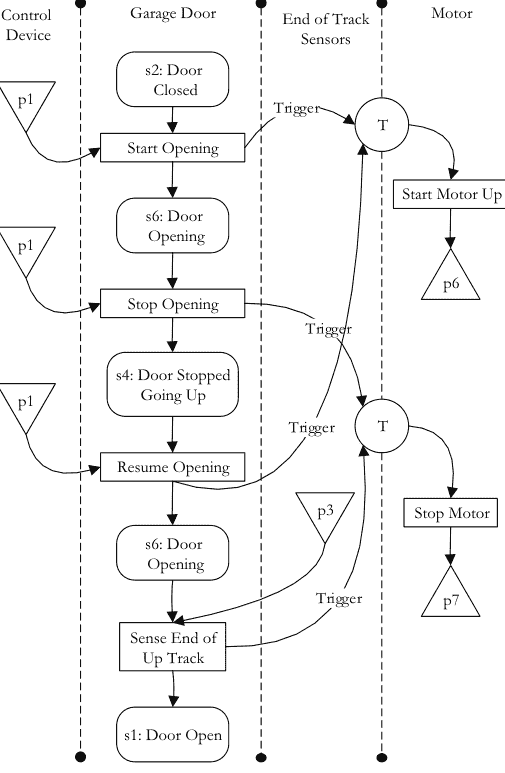 Control
Device
Garage Door
End of Track
Sensors
Motor
s2: Door
Closed
p1
Trigger
T
Start Opening
Start Motor Up
s6: Door
Opening
p1
p6
Stop Opening
Trigger
s4: Door Stopped
Going Up
p1
Trigger
T
Resume Opening
p3
Stop Motor
s6: Door
Opening
Trigger
p7
Sense End of
Up Track
s1: Door Open